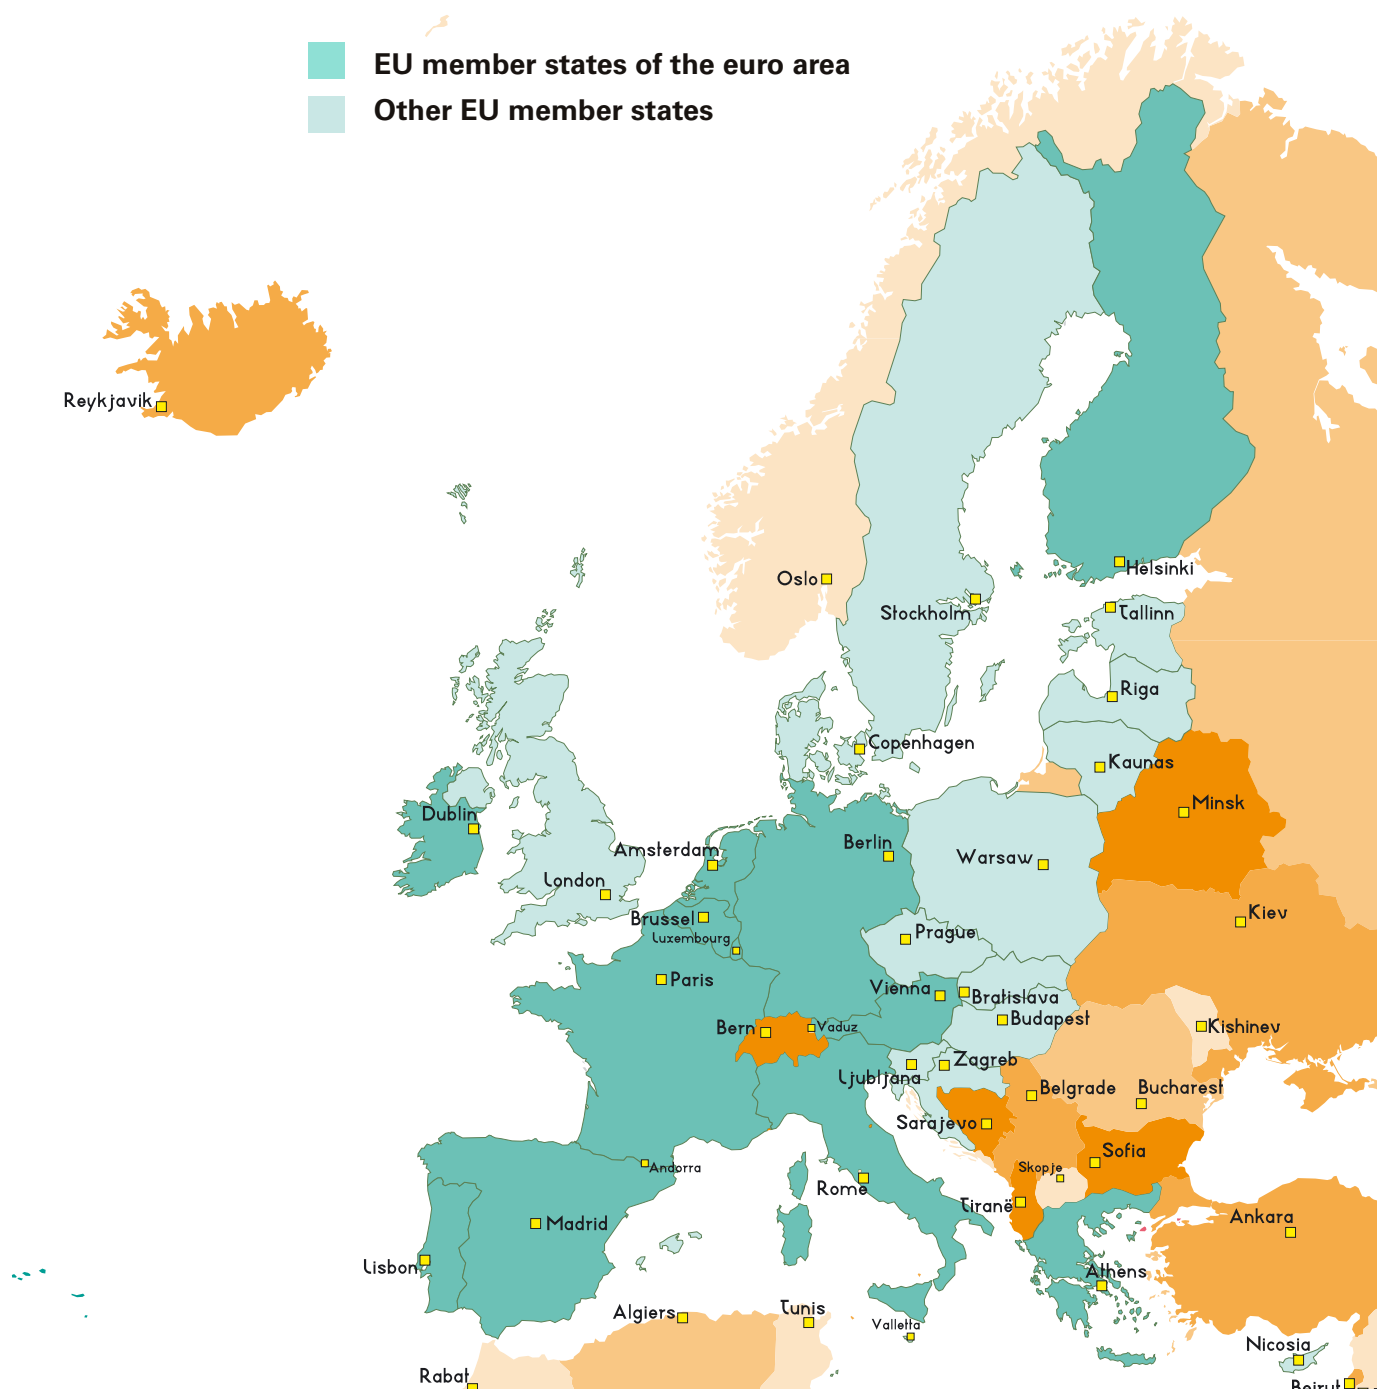 EU member states of the euro area
Other EU member states
Reykjavik
Oslo
Helsinki
Stockholm
Tallinn
Riga
Copenhagen
Kaunas
Minsk
Dublin
Amsterdam
Berlin
Warsaw
London
Brussel
Luxembourg
Prague
Kiev
Paris
Vienna
Bratislava
Budapest
Bern
Vaduz
Kishinev
Zagreb
Ljubljana
Belgrade
Bucharest
Sarajevo
Sofia
Skopje
Andorra
Rome
Tiranë
Madrid
Ankara
Lisbon
Athens
Algiers
Tunis
Valletta
Nicosia
Rabat
Beirut